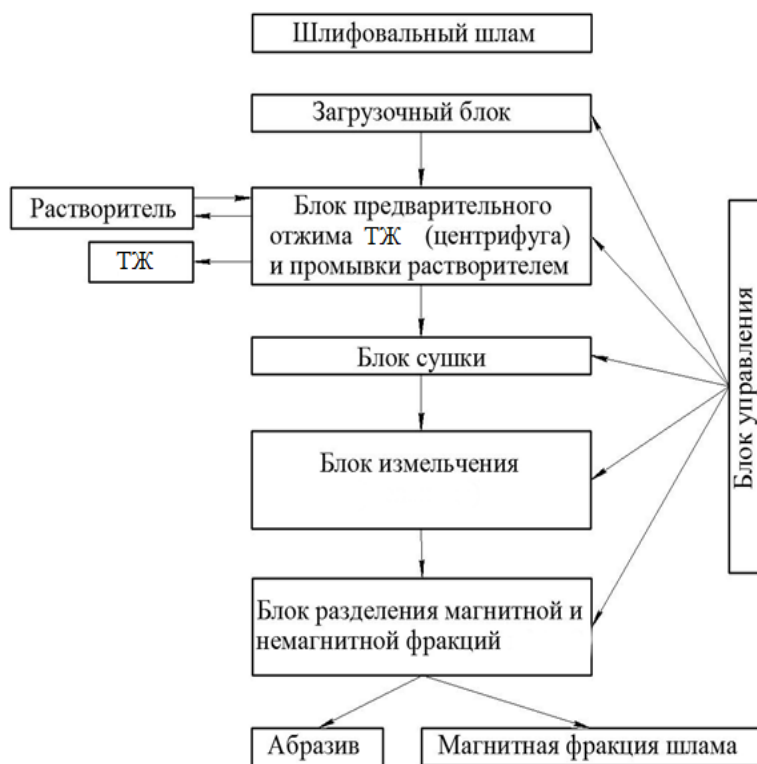 Шлифовальный шлам
Загрузочный блок
Растворитель
ТЖ
Блок предварительного
отжима ТЖ (центрифуга)
и промывки растворителем
Блок сушки
Блок измельчения
Блок разделения магнитной и
немагнитной фракций
Абразив
Магнитная фракция шлама
Блок управления